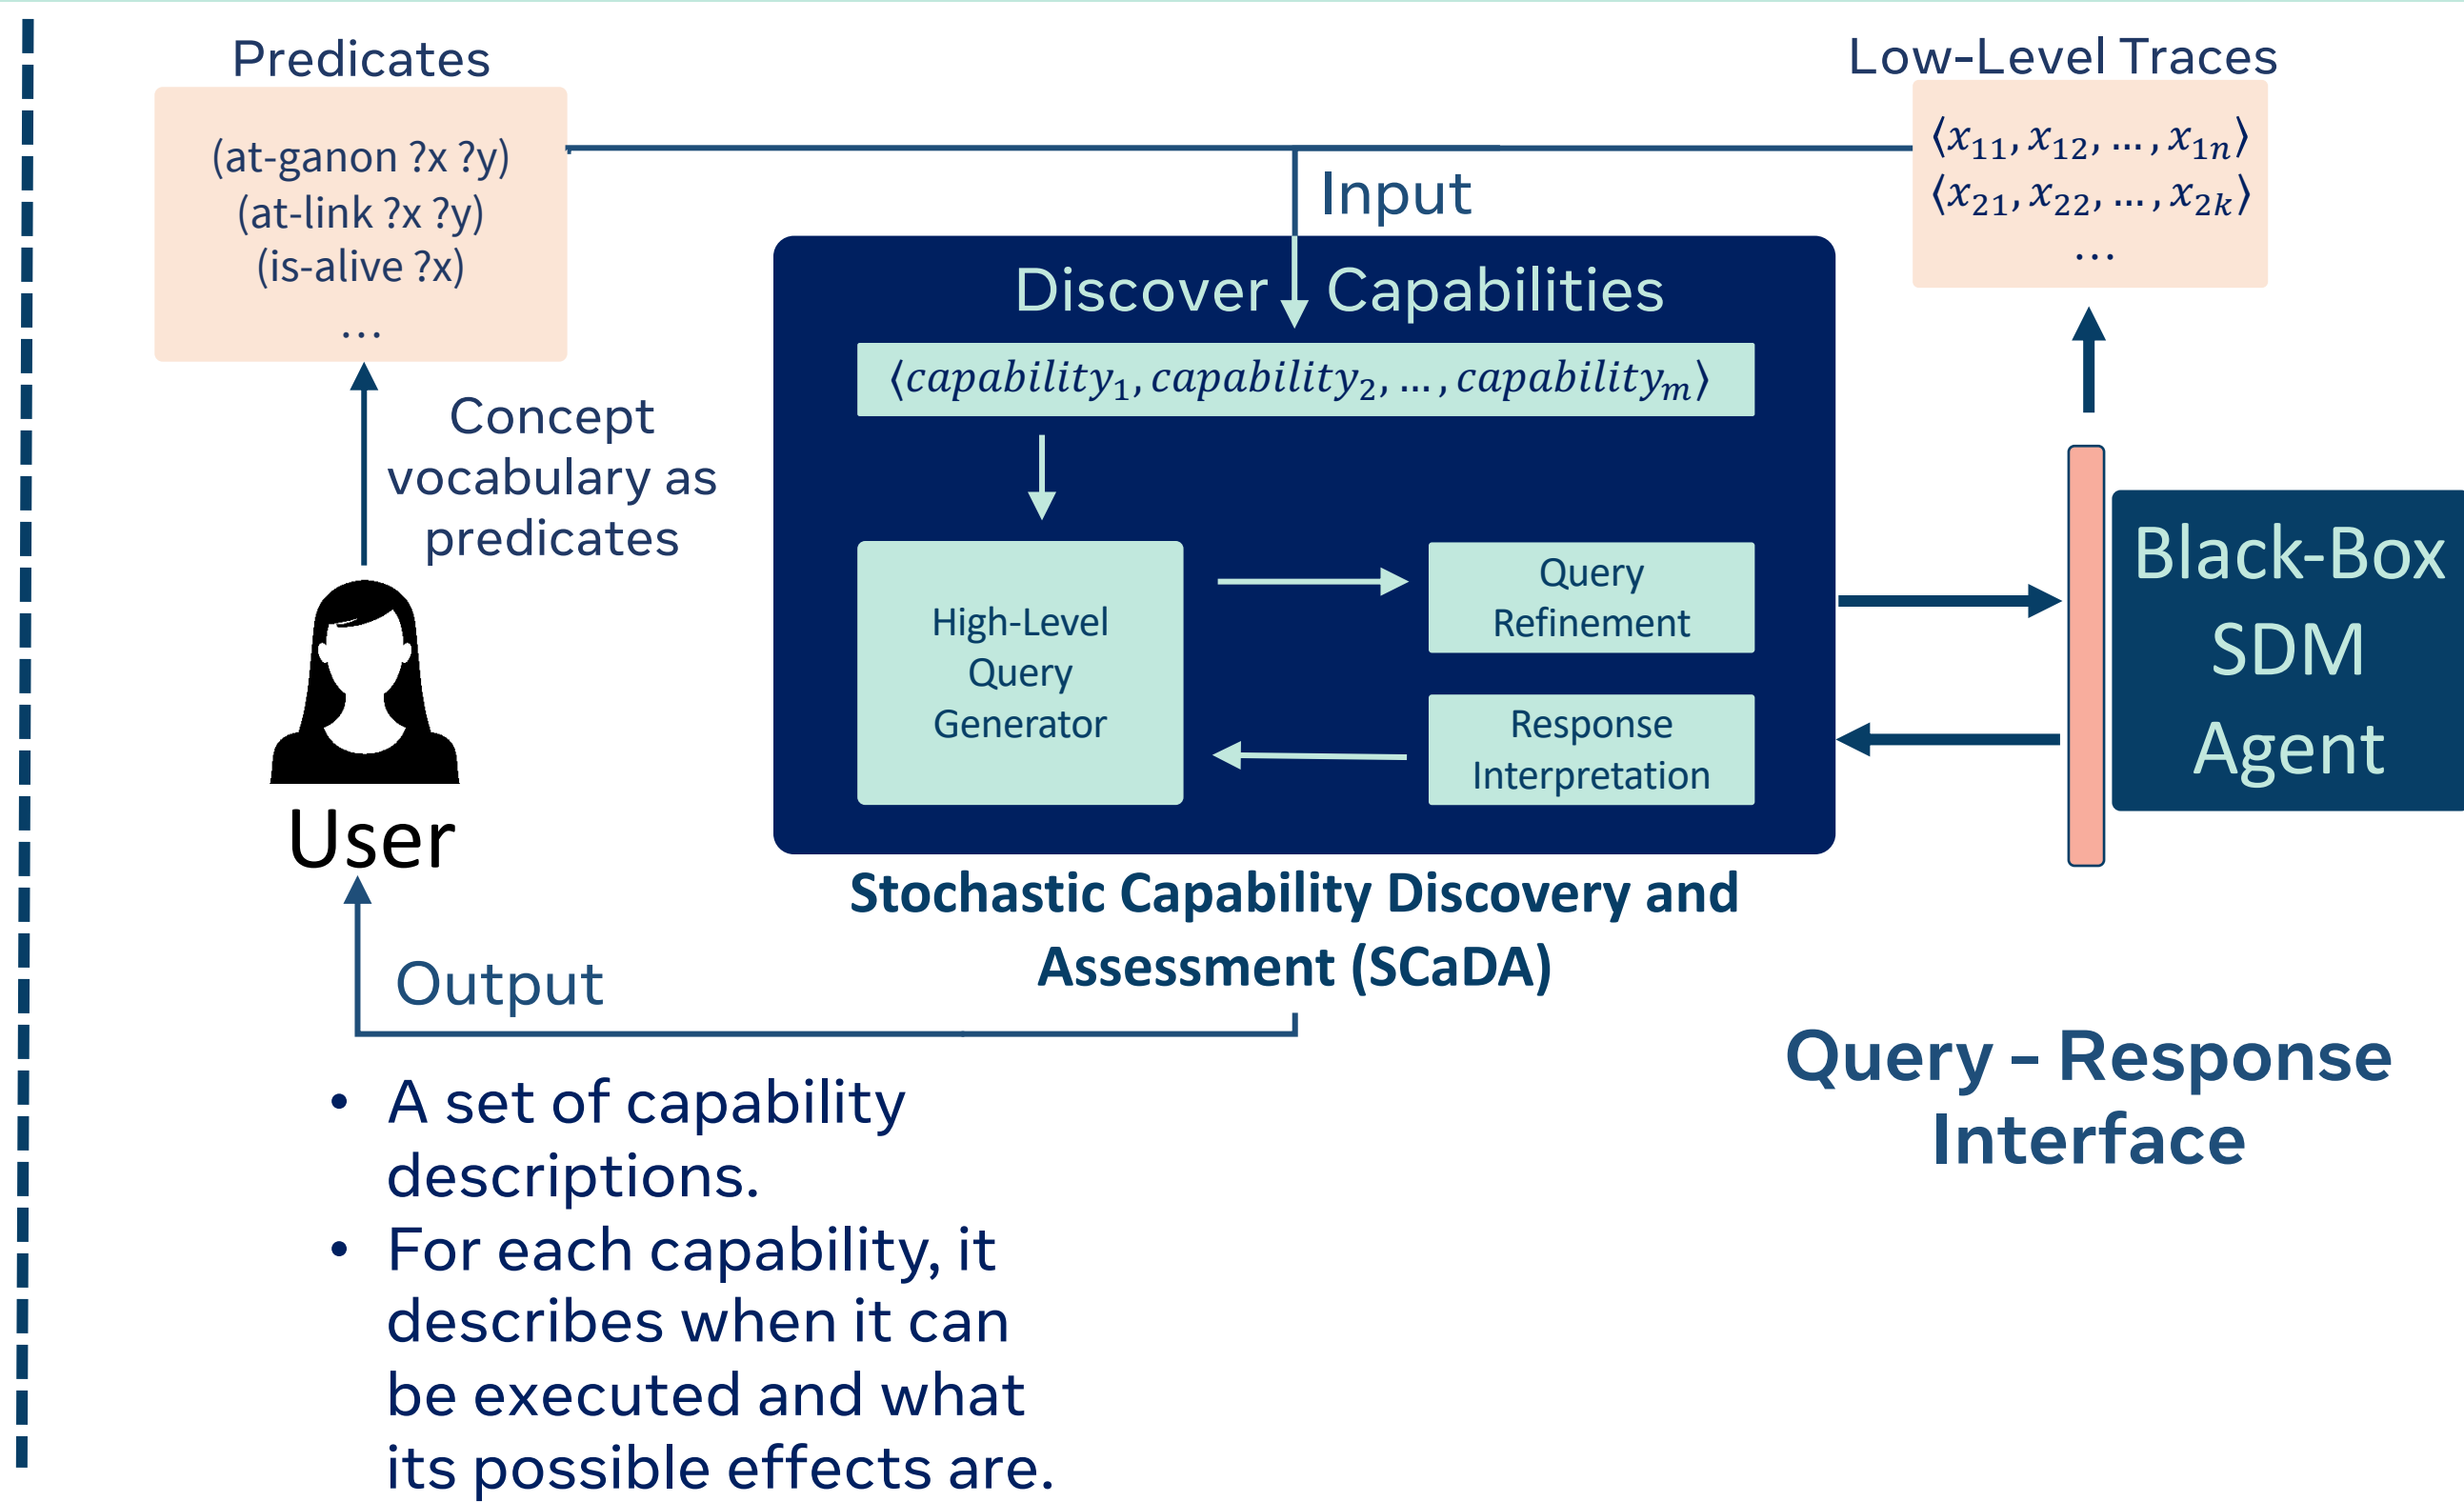 Predicates
(at-ganon ?x ?y)
(at-link ?x ?y)
(is-alive ?x)
...
Concept
vocabulary as
predicates
User
Low-Level Traces
⟨x₁₁, x₁₂, ..., x₁ₙ⟩
⟨x₂₁, x₂₂, ..., x₂ₖ⟩
...
Input
Discover Capabilities
⟨capability₁, capability₂, ..., capabilityₘ⟩
High-Level
Query
Generator
Query
Refinement
Response
Interpretation
Black-Box
SDM
Agent
Stochastic Capability Discovery and
Assessment (SCaDA)
Query - Response
Interface
Output
• A set of capability
descriptions.
• For each capability, it
describes when it can
be executed and what
its possible effects are.